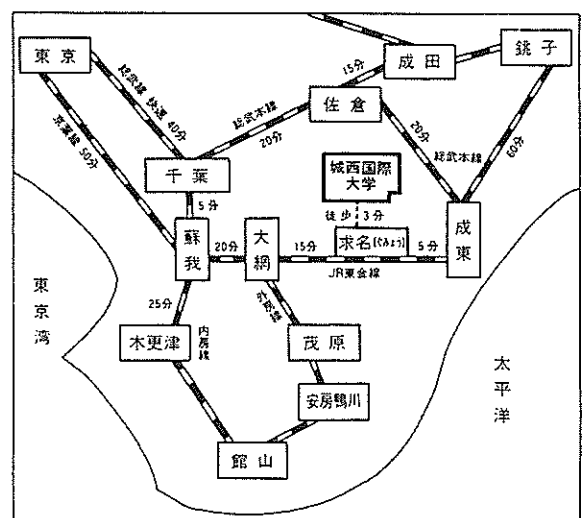 東京
成田
銚子
総武線 快速 40分
15分
佐倉
京葉線 50分
総武本線
20分
20分
総武本線
60分
千葉
城西国際
大学
5分
徒歩 3分
蘇我
20分
大網
15分
求名(ぐみょう)
5分
成東
JR東金線
東京湾
25分
内房線
外房線
木更津
茂原
太平洋
安房鴨川
館山